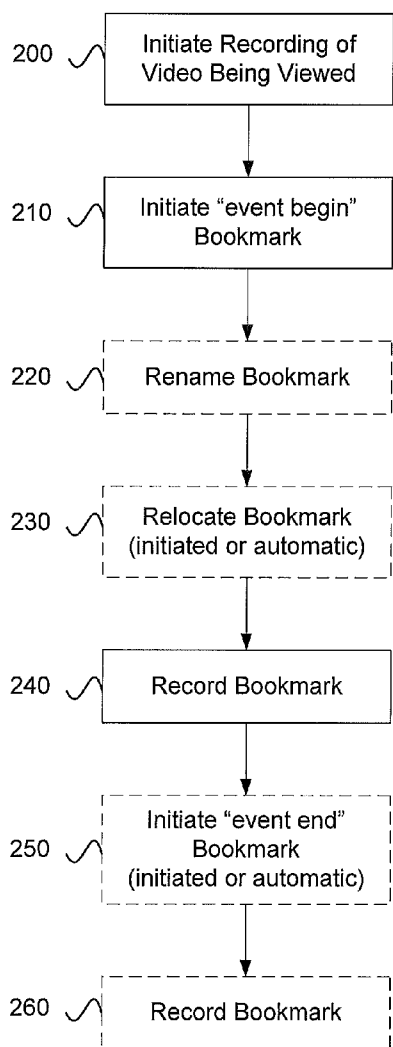 200
Initiate Recording of
Video Being Viewed
210
Initiate “event begin”
Bookmark
220
Rename Bookmark
230
Relocate Bookmark
(initiated or automatic)
240
Record Bookmark
250
Initiate “event end”
Bookmark
(initiated or automatic)
260
Record Bookmark